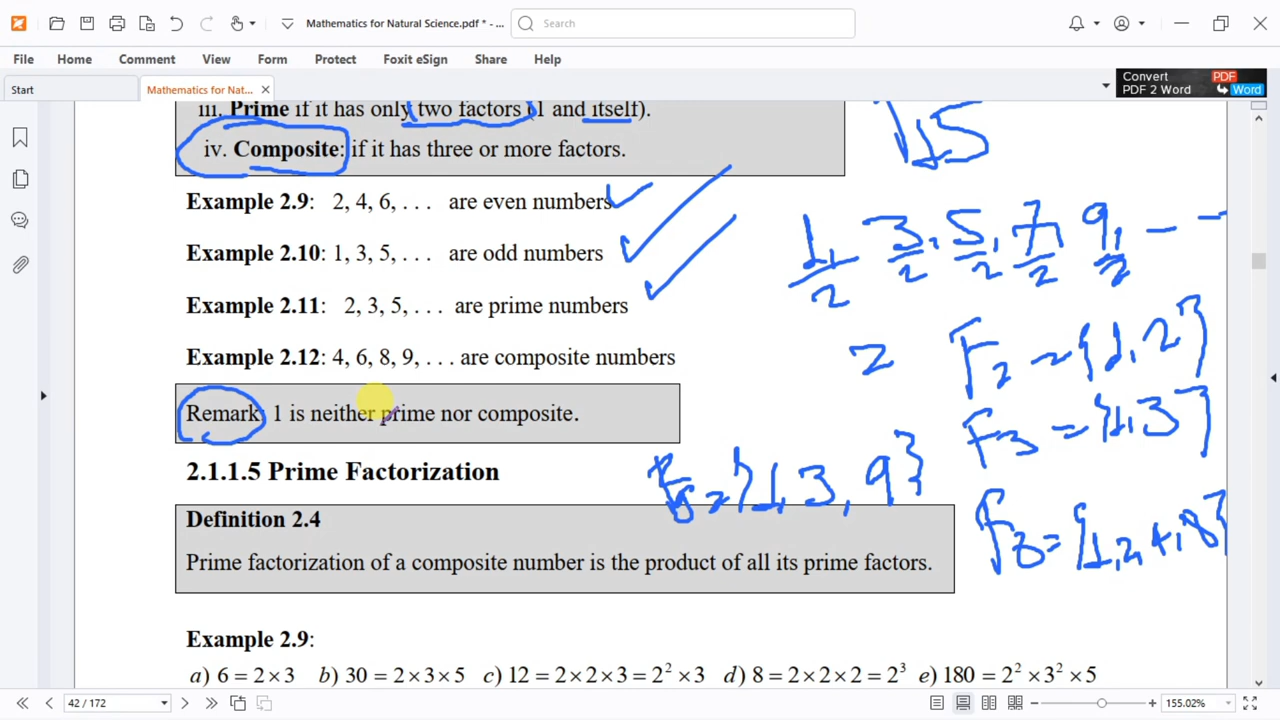 Mathematics for Natural Science.pdf * - ...
Search
File Home Comment View Form Protect Foxit eSign Share Help
Start
Mathematics for Nat...
Convert PDF
PDF 2 Word Word
iii. Prime if it has only two factors (1 and itself).
iv. Composite: if it has three or more factors.
15
Example 2.9: 2, 4, 6, . . . are even numbers
Example 2.10: 1, 3, 5, . . . are odd numbers
1/2, 3/2, 5/2, 7/2, 9/2, - -
Example 2.11: 2, 3, 5, . . . are prime numbers
2 F2 = {1, 2}
Example 2.12: 4, 6, 8, 9, . . . are composite numbers
Remark: 1 is neither prime nor composite.
F3 = {1, 3}
2.1.1.5 Prime Factorization
= {1, 3, 9}
Definition 2.4
F8 = {1, 2, 4, 8}
Prime factorization of a composite number is the product of all its prime factors.
Example 2.9:
a) 6 = 2 × 3 b) 30 = 2 × 3 × 5 c) 12 = 2 × 2 × 3 = 2² × 3 d) 8 = 2 × 2 × 2 = 2³ e) 180 = 2² × 3² × 5
42 / 172
155.02%